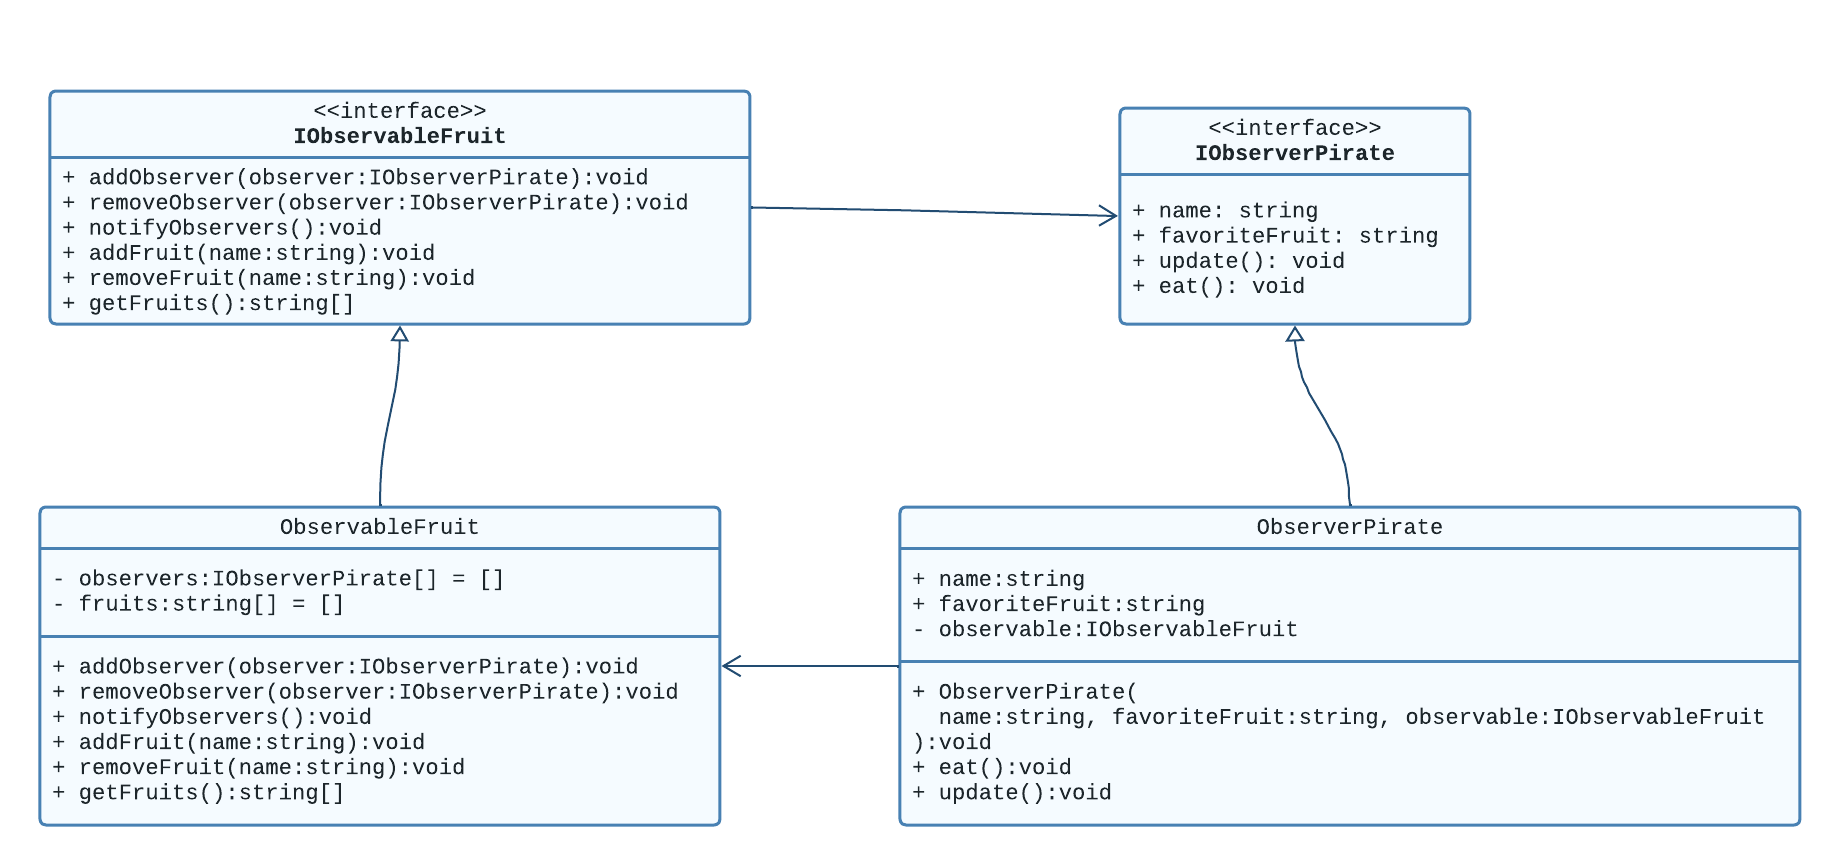 <<interface>>
IObservableFruit
+ addObserver(observer:IObserverPirate):void
+ removeObserver(observer:IObserverPirate):void
+ notifyObservers():void
+ addFruit(name:string):void
+ removeFruit(name:string):void
+ getFruits():string[]
<<interface>>
IObserverPirate
+ name: string
+ favoriteFruit: string
+ update(): void
+ eat(): void
ObservableFruit
- observers:IObserverPirate[] = []
- fruits:string[] = []
+ addObserver(observer:IObserverPirate):void
+ removeObserver(observer:IObserverPirate):void
+ notifyObservers():void
+ addFruit(name:string):void
+ removeFruit(name:string):void
+ getFruits():string[]
ObserverPirate
+ name:string
+ favoriteFruit:string
- observable:IObservableFruit
+ ObserverPirate(
name:string, favoriteFruit:string, observable:IObservableFruit
):void
+ eat():void
+ update():void